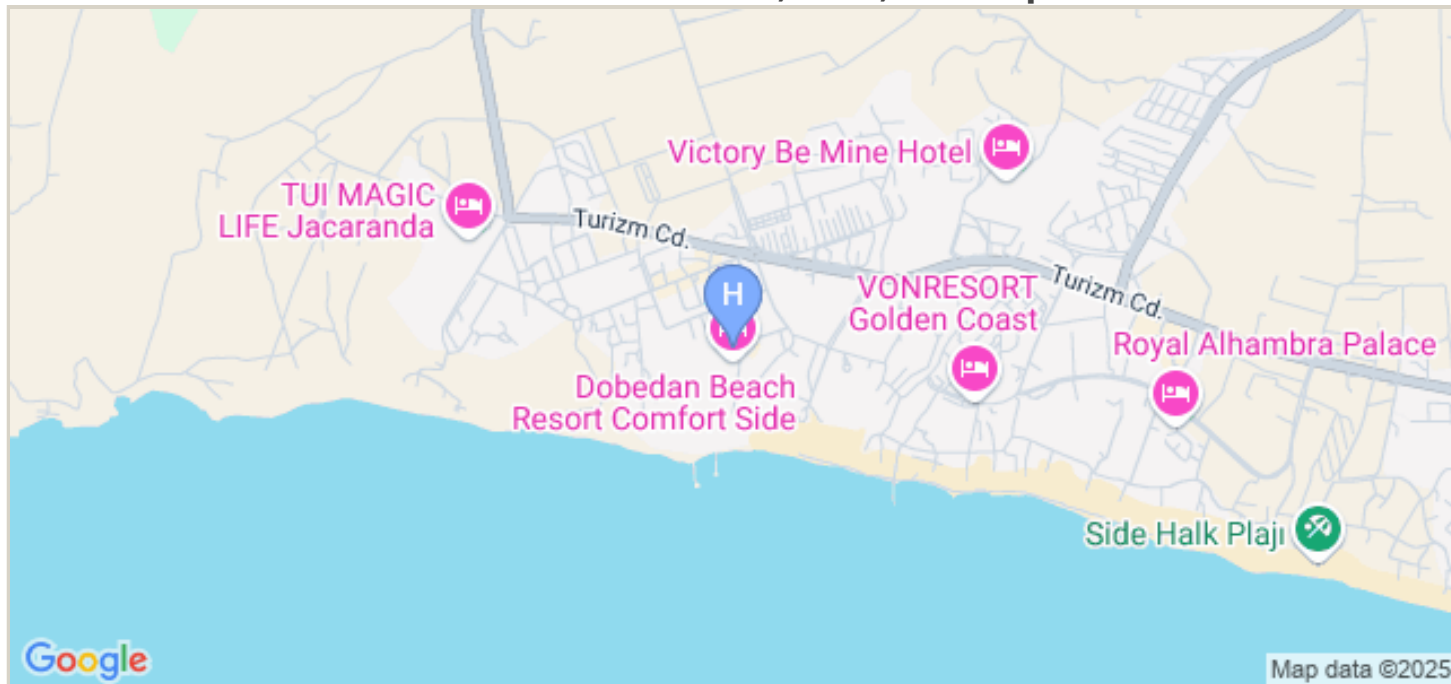 Victory Be Mine Hotel
TUI MAGIC
LIFE Jacaranda
Turizm Cd.
H
VONRESORT
Golden Coast
Turizm Cd.
Royal Alhambra Palace
Dobedan Beach
Resort Comfort Side
Side Halk Plajı
Google
Map data ©2025